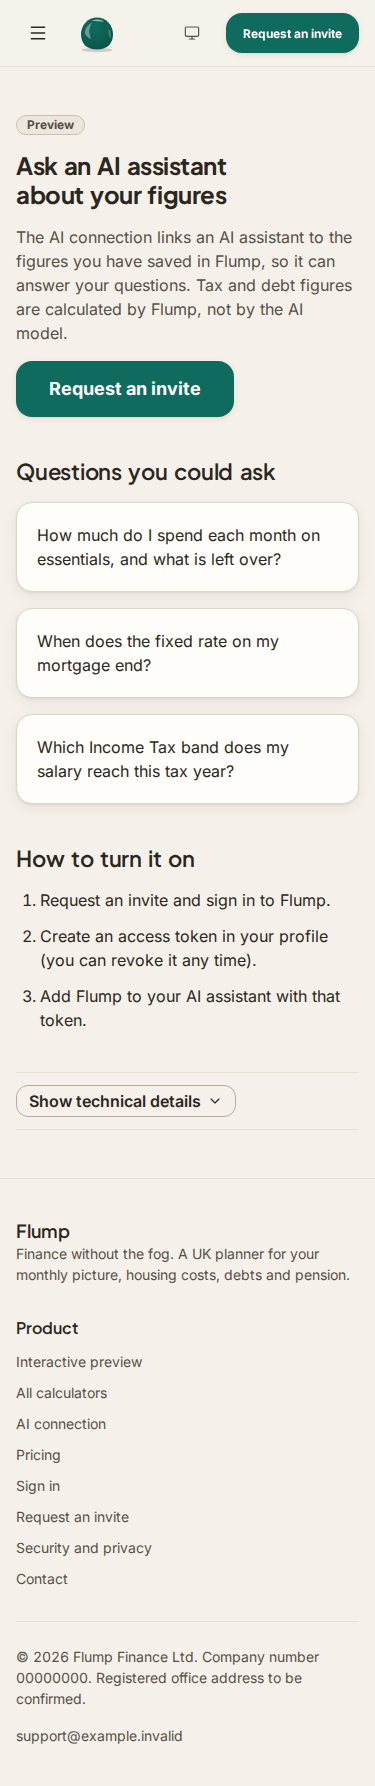 Request an invite
Preview
Ask an AI assistant
about your figures
The AI connection links an AI assistant to the
figures you have saved in Flump, so it can
answer your questions. Tax and debt figures
are calculated by Flump, not by the AI
model.
Request an invite
Questions you could ask
How much do I spend each month on
essentials, and what is left over?
When does the fixed rate on my
mortgage end?
Which Income Tax band does my
salary reach this tax year?
How to turn it on
1. Request an invite and sign in to Flump.
2. Create an access token in your profile
(you can revoke it any time).
3. Add Flump to your AI assistant with that
token.
Show technical details
Flump
Finance without the fog. A UK planner for your
monthly picture, housing costs, debts and pension.
Product
Interactive preview
All calculators
AI connection
Pricing
Sign in
Request an invite
Security and privacy
Contact
© 2026 Flump Finance Ltd. Company number
00000000. Registered office address to be
confirmed.
support@example.invalid